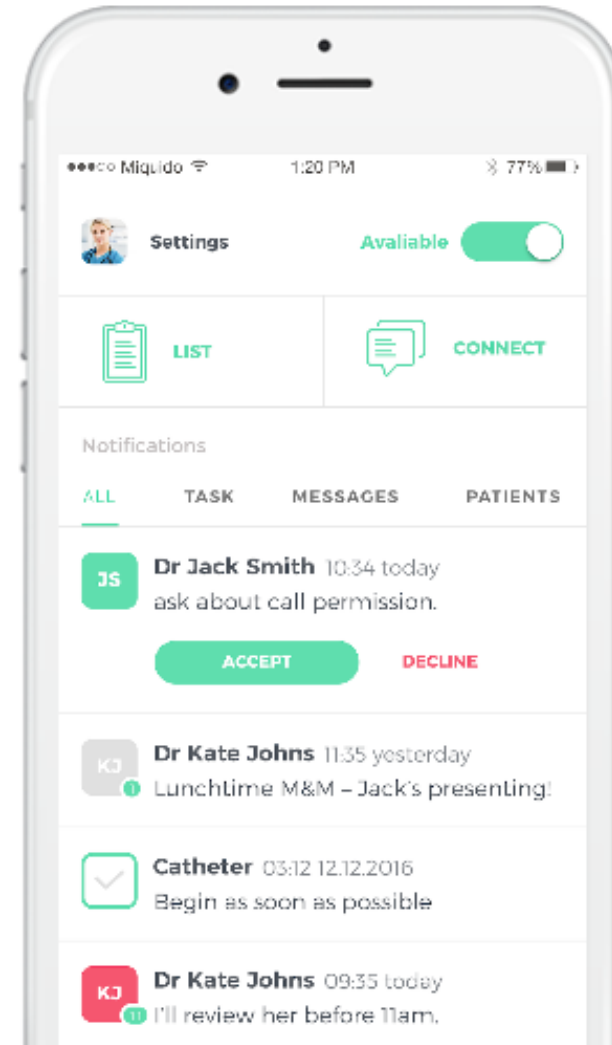 Miquido 1:20 PM 77%
Settings Avaliable
LIST CONNECT
Notifications
ALL TASK MESSAGES PATIENTS
JS Dr Jack Smith 10:34 today
ask about call permission.
ACCEPT DECLINE
KJ Dr Kate Johns 11:35 yesterday
1 Lunchtime M&M – Jack's presenting!
Catheter 03:12 12.12.2016
Begin as soon as possible
KJ Dr Kate Johns 09:35 today
11 I'll review her before 11am.